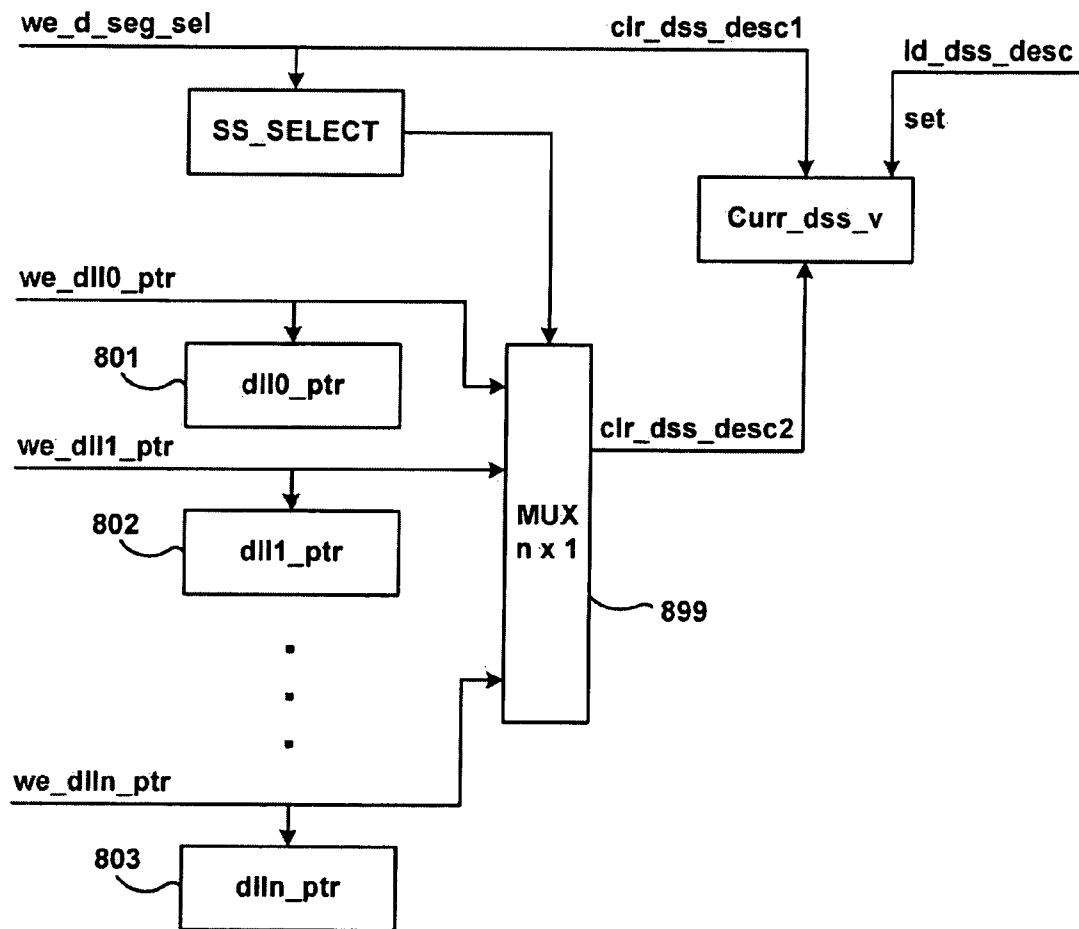 we_d_seg_sel
clr_dss_desc1
ld_dss_desc
SS_SELECT
set
Curr_dss_v
we_dll0_ptr
801
dll0_ptr
we_dll1_ptr
clr_dss_desc2
802
dll1_ptr
MUX
n x 1
899
we_dlln_ptr
803
dlln_ptr